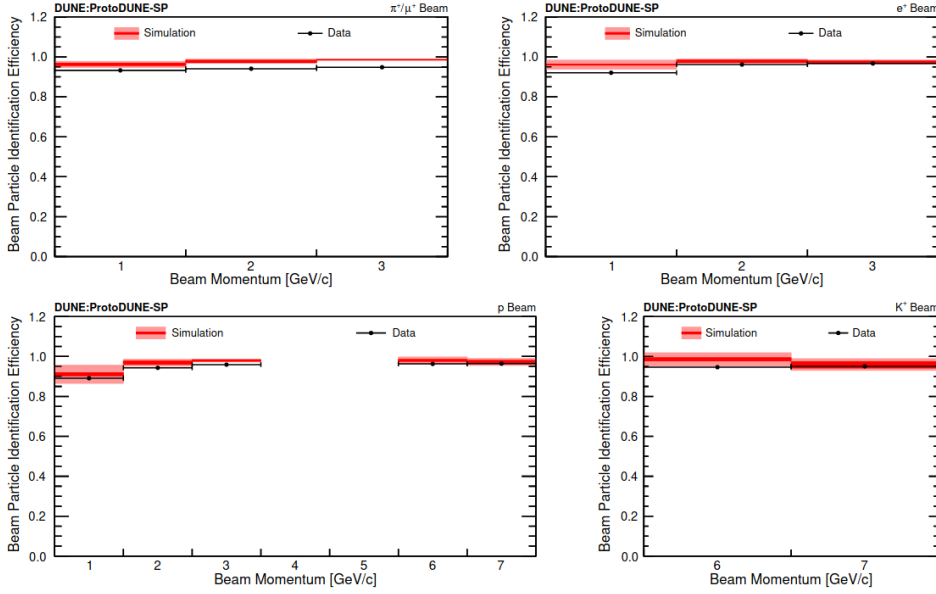 DUNE:ProtoDUNE-SP π⁺/μ⁺ Beam
Simulation Data
Beam Particle Identification Efficiency
1.2
1.0
0.8
0.6
0.4
0.2
0.0
1 2 3
Beam Momentum [GeV/c]
DUNE:ProtoDUNE-SP e⁺ Beam
Simulation Data
Beam Particle Identification Efficiency
1.2
1.0
0.8
0.6
0.4
0.2
0.0
1 2 3
Beam Momentum [GeV/c]
DUNE:ProtoDUNE-SP p Beam
Simulation Data
Beam Particle Identification Efficiency
1.2
1.0
0.8
0.6
0.4
0.2
0.0
1 2 3 4 5 6 7
Beam Momentum [GeV/c]
DUNE:ProtoDUNE-SP K⁺ Beam
Simulation Data
Beam Particle Identification Efficiency
1.2
1.0
0.8
0.6
0.4
0.2
0.0
6 7
Beam Momentum [GeV/c]